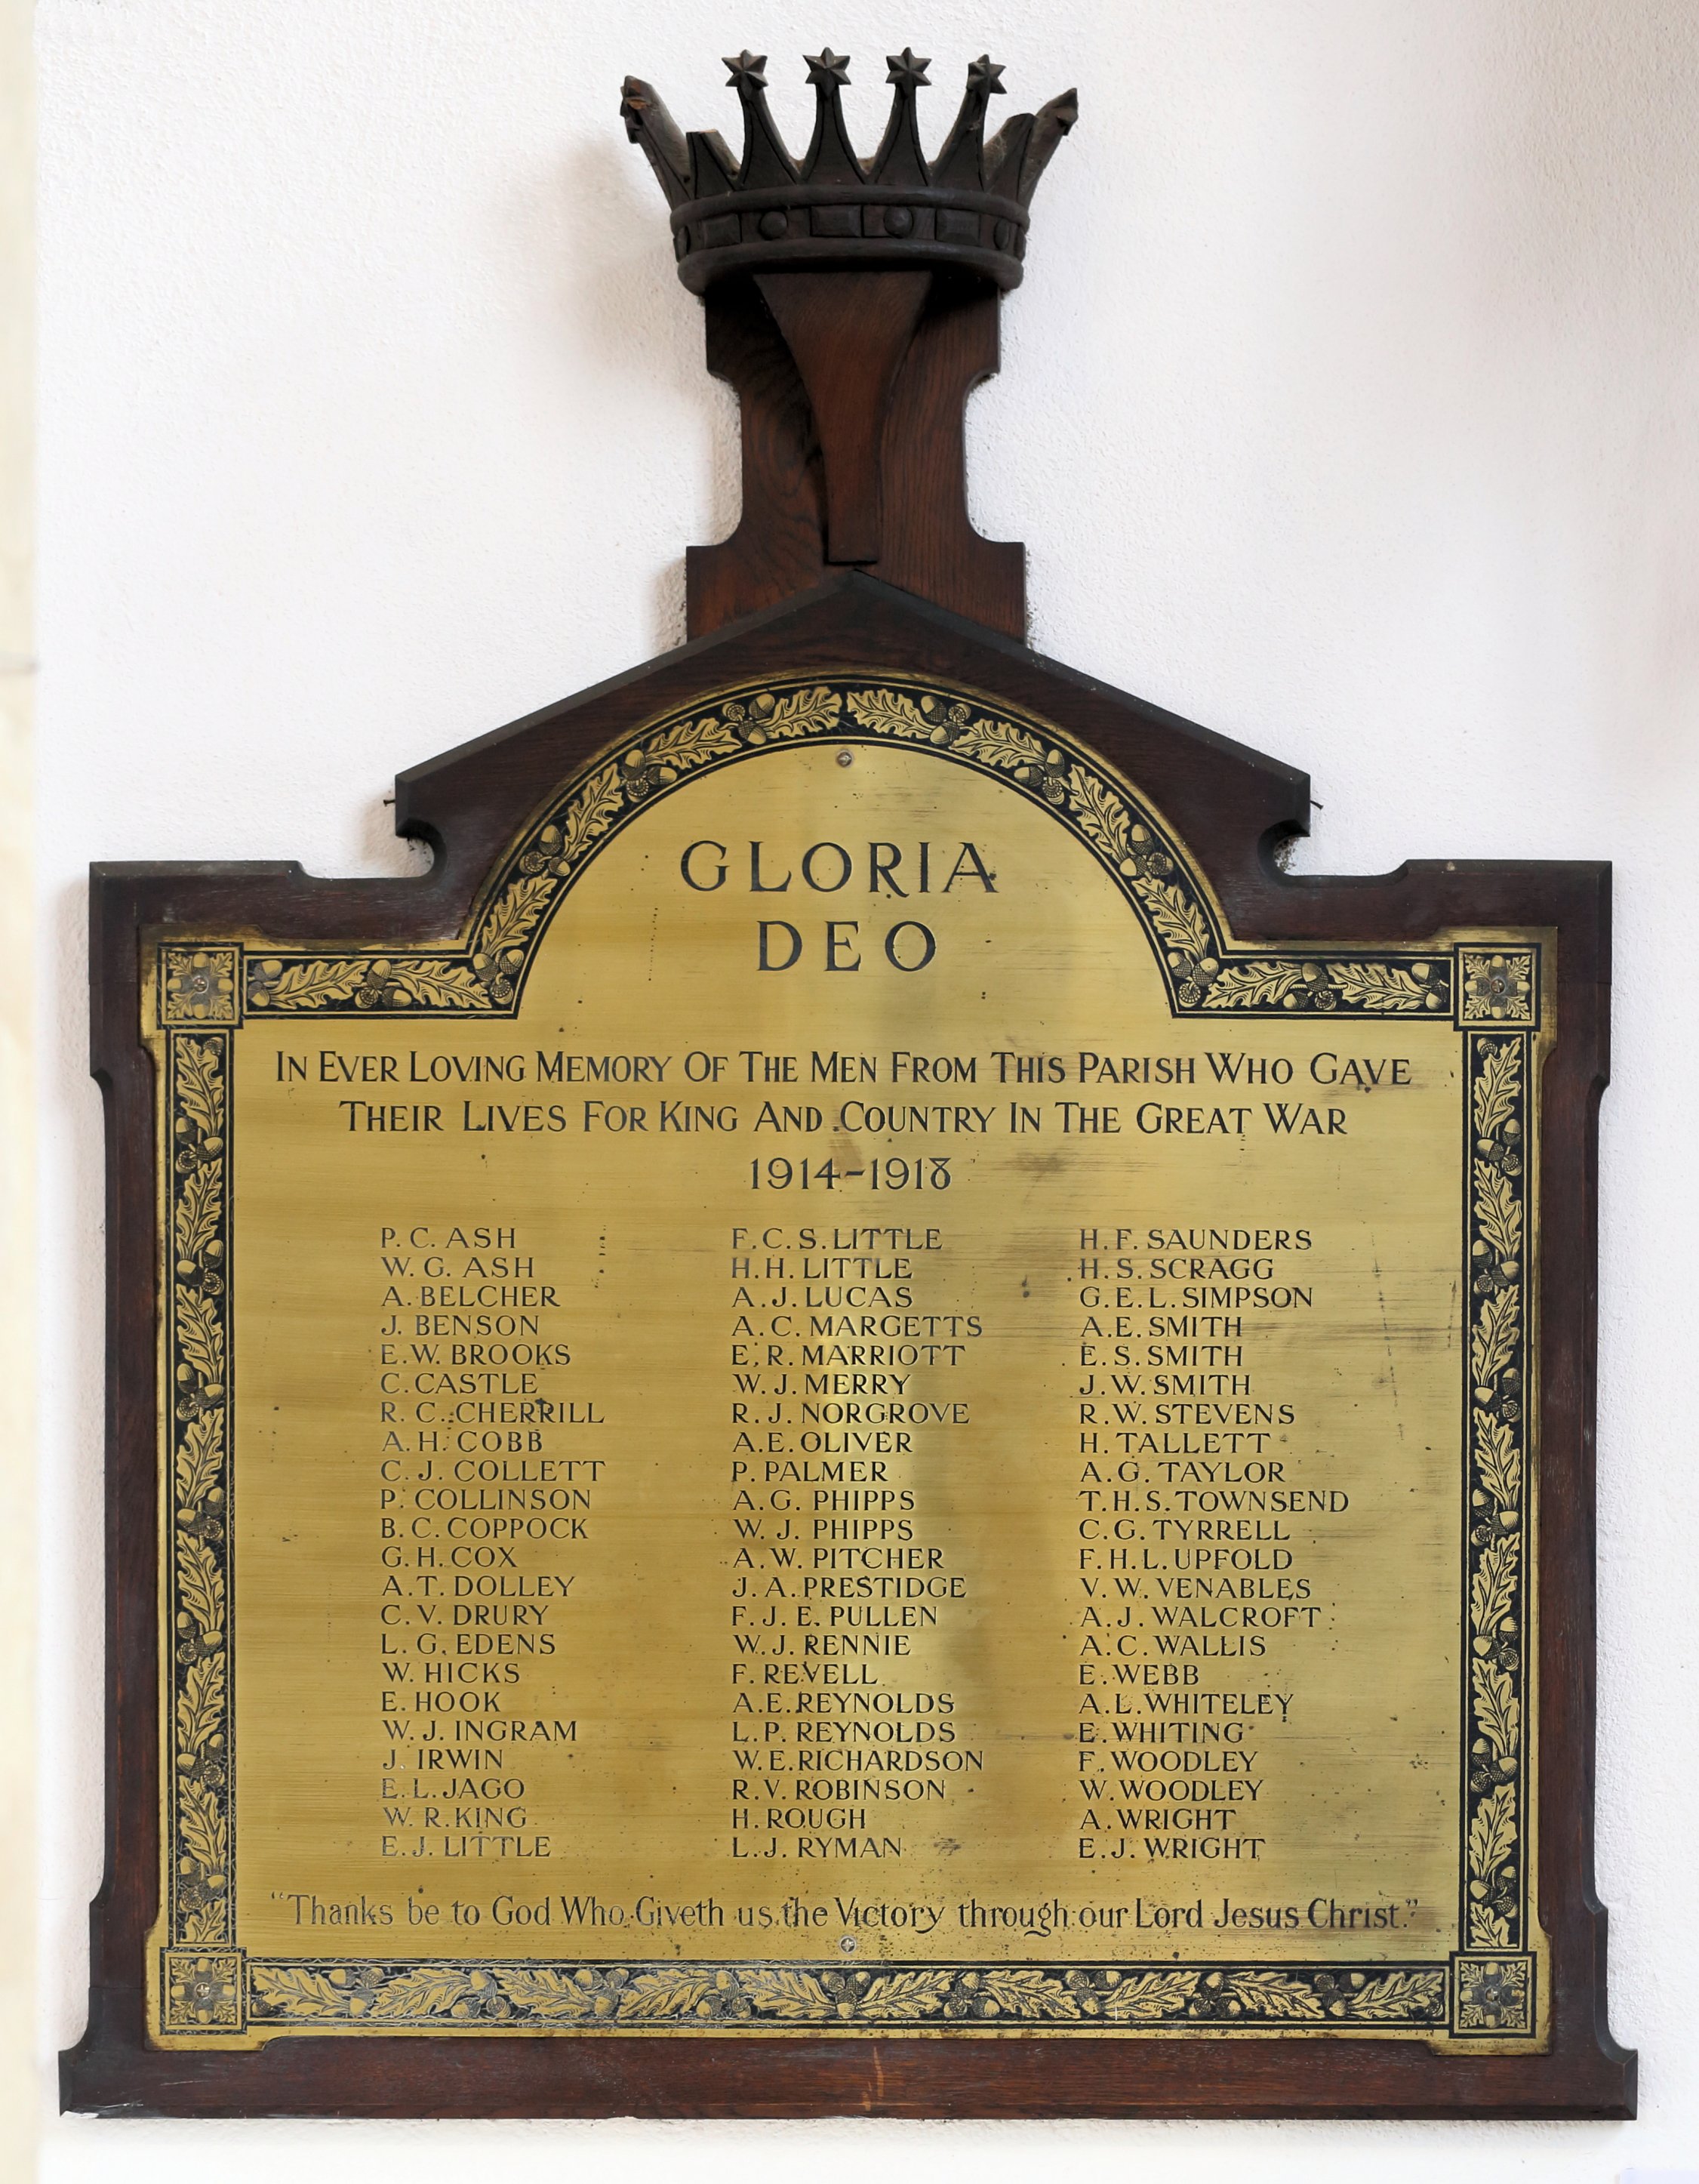 GLORIA
DEO
IN EVER LOVING MEMORY OF THE MEN FROM THIS PARISH WHO GAVE
THEIR LIVES FOR KING AND COUNTRY IN THE GREAT WAR
1914-1918
P. C. ASH
W. G. ASH
A. BELCHER
J. BENSON
E. W. BROOKS
C. CASTLE
R. C. CHERRILL
A. H. COBB
C. J. COLLETT
P. COLLINSON
B. C. COPPOCK
G. H. COX
A. T. DOLLEY
C. V. DRURY
L. G. EDENS
W. HICKS
E. HOOK
W. J. INGRAM
J. IRWIN
E. L. JAGO
W. R. KING
E. J. LITTLE
F. C. S. LITTLE
H. H. LITTLE
A. J. LUCAS
A. C. MARGETTS
E. R. MARRIOTT
W. J. MERRY
R. J. NORGROVE
A. E. OLIVER
P. PALMER
A. G. PHIPPS
W. J. PHIPPS
A. W. PITCHER
J. A. PRESTIDGE
F. J. E. PULLEN
W. J. RENNIE
F. REVELL
A. E. REYNOLDS
L. P. REYNOLDS
W. E. RICHARDSON
R. V. ROBINSON
H. ROUGH
L. J. RYMAN
H. F. SAUNDERS
H. S. SCRAGG
G. E. L. SIMPSON
A. E. SMITH
E. S. SMITH
J. W. SMITH
R. W. STEVENS
H. TALLETT
A. G. TAYLOR
T. H. S. TOWNSEND
C. G. TYRRELL
F. H. L. UPFOLD
V. W. VENABLES
A. J. WALCROFT
A. C. WALLIS
E. WEBB
A. L. WHITELEY
E. WHITING
F. WOODLEY
W. WOODLEY
A. WRIGHT
E. J. WRIGHT
"Thanks be to God Who Giveth us the Victory through our Lord Jesus Christ."